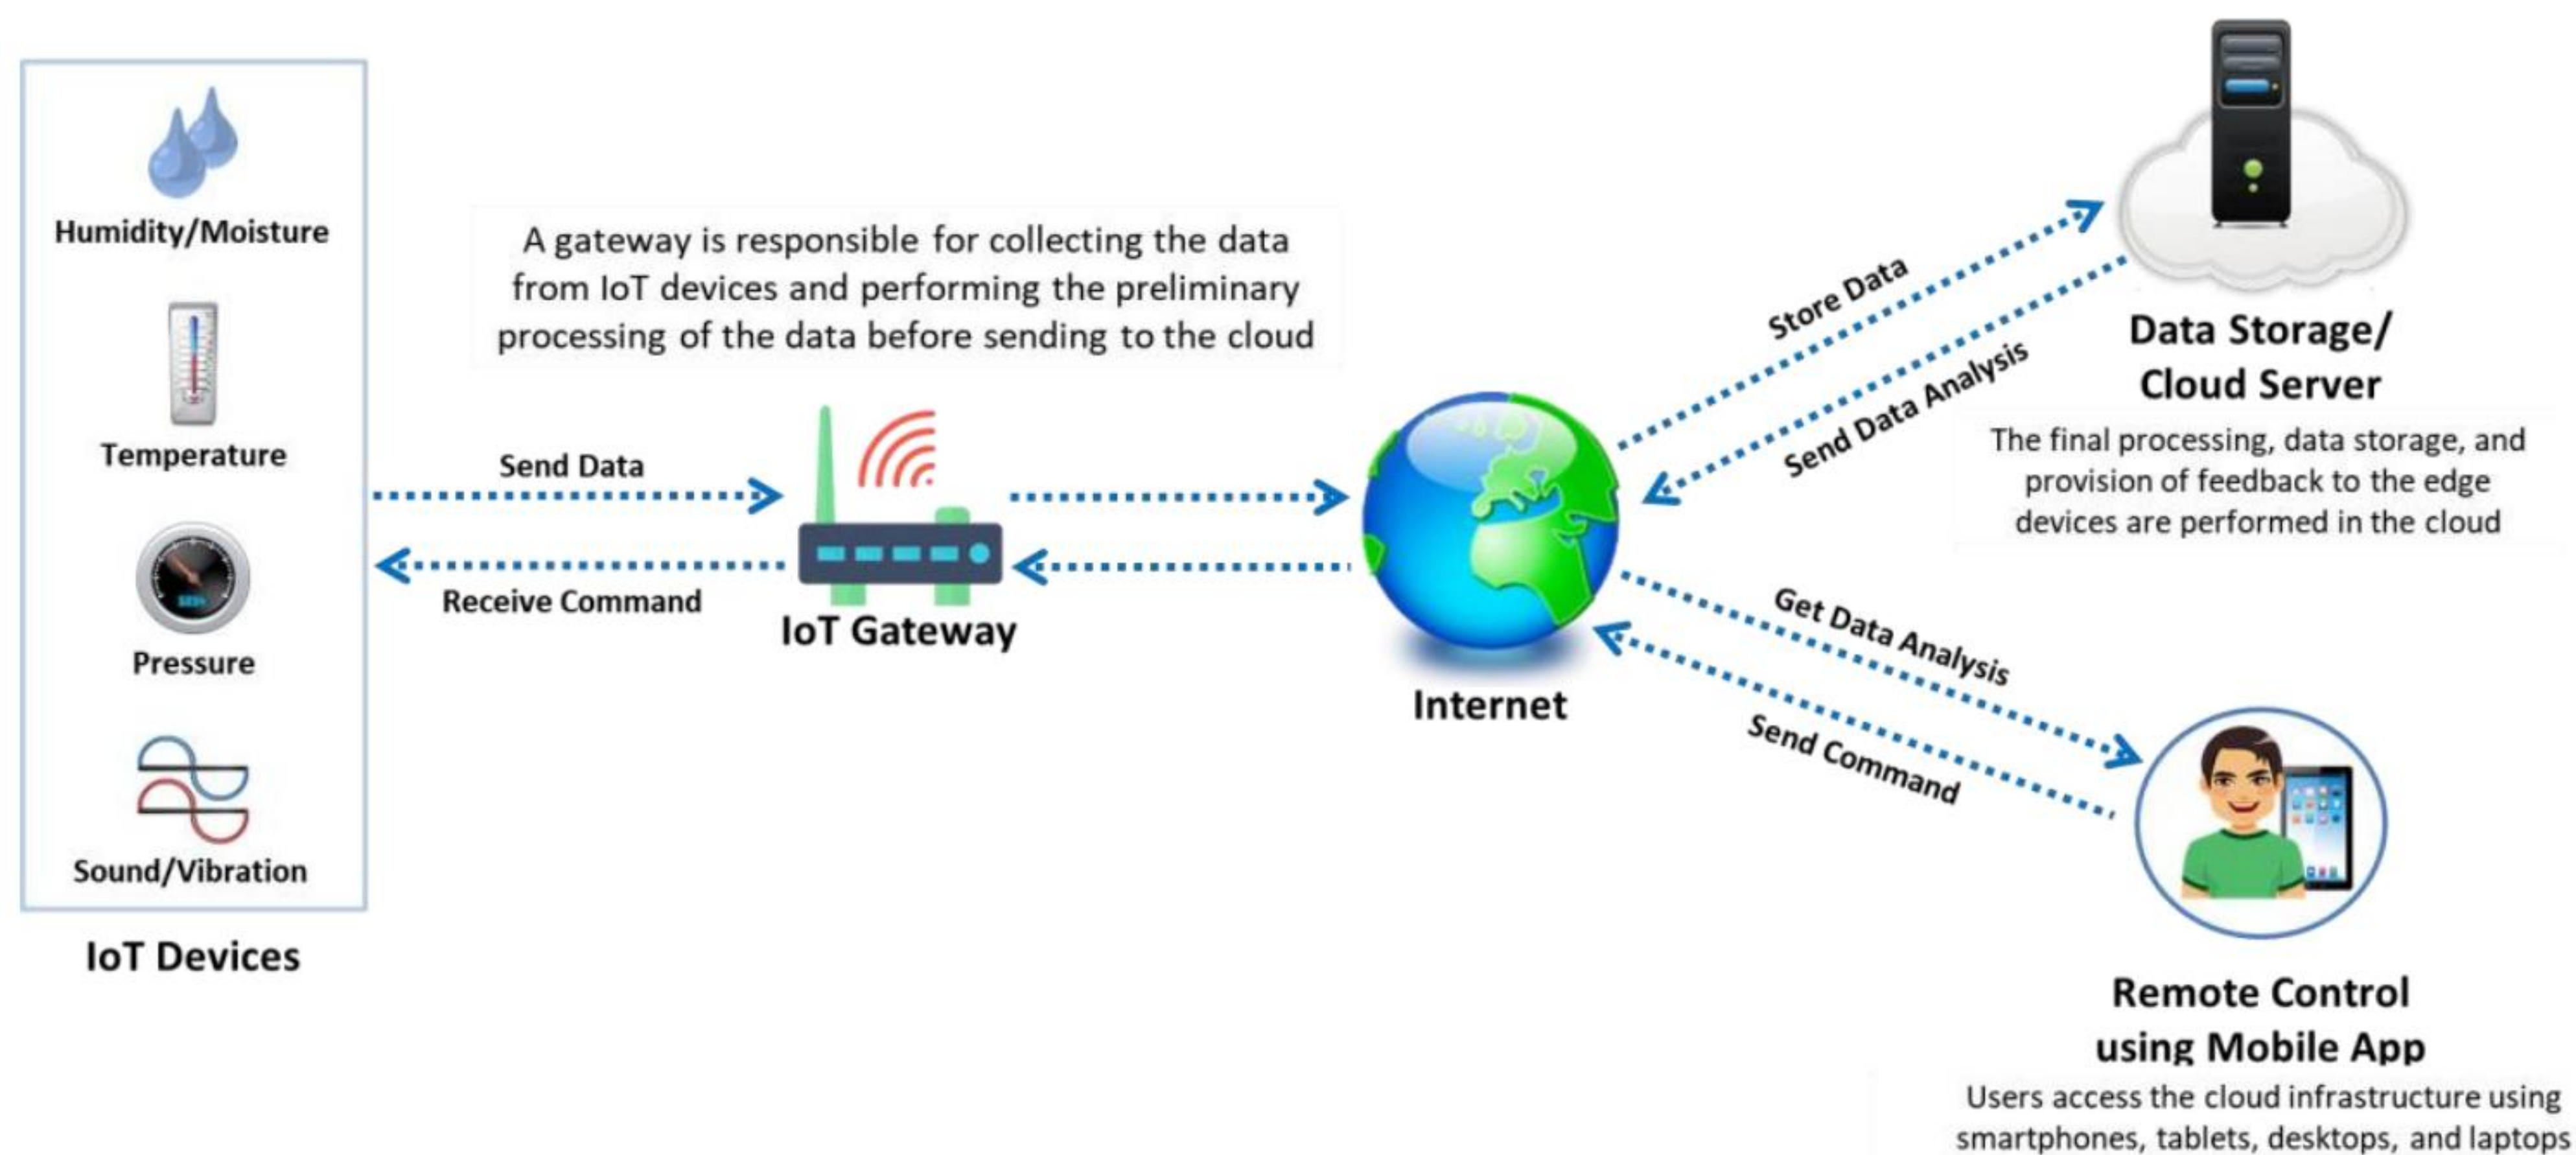 Humidity/Moisture
Temperature
Pressure
Sound/Vibration
IoT Devices
A gateway is responsible for collecting the data
from IoT devices and performing the preliminary
processing of the data before sending to the cloud
Send Data
Receive Command
IoT Gateway
Internet
Store Data
Send Data Analysis
Data Storage/
Cloud Server
The final processing, data storage, and
provision of feedback to the edge
devices are performed in the cloud
Get Data Analysis
Send Command
Remote Control
using Mobile App
Users access the cloud infrastructure using
smartphones, tablets, desktops, and laptops